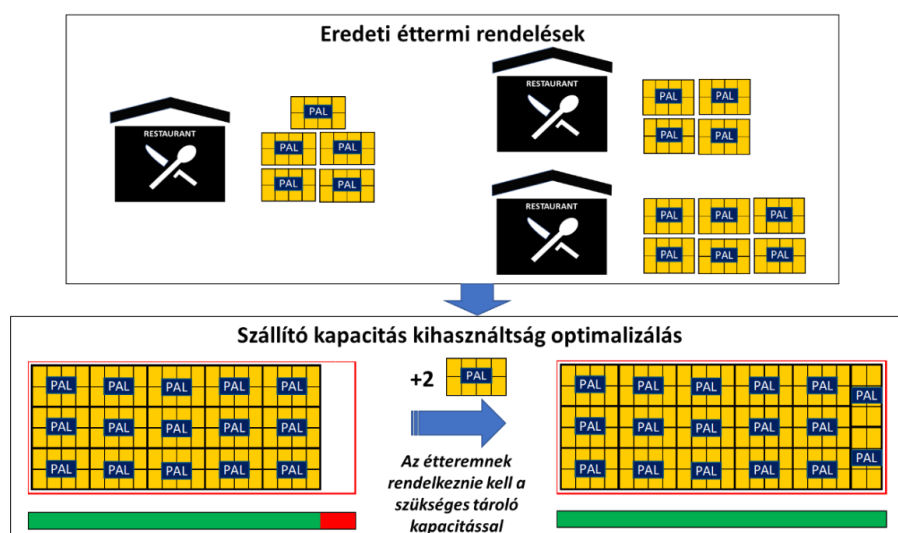 Eredeti éttermi rendelések
RESTAURANT
PAL
PAL PAL
PAL PAL
RESTAURANT
PAL PAL
PAL PAL
RESTAURANT
PAL PAL PAL
PAL PAL PAL
Szállító kapacitás kihasználtság optimalizálás
PAL PAL PAL PAL PAL
PAL PAL PAL PAL PAL
PAL PAL PAL PAL PAL
+2 PAL
Az étteremnek
rendelkeznie kell a
szükséges tároló
kapacitással
PAL PAL PAL PAL PAL PAL
PAL PAL PAL PAL PAL
PAL PAL PAL PAL PAL PAL